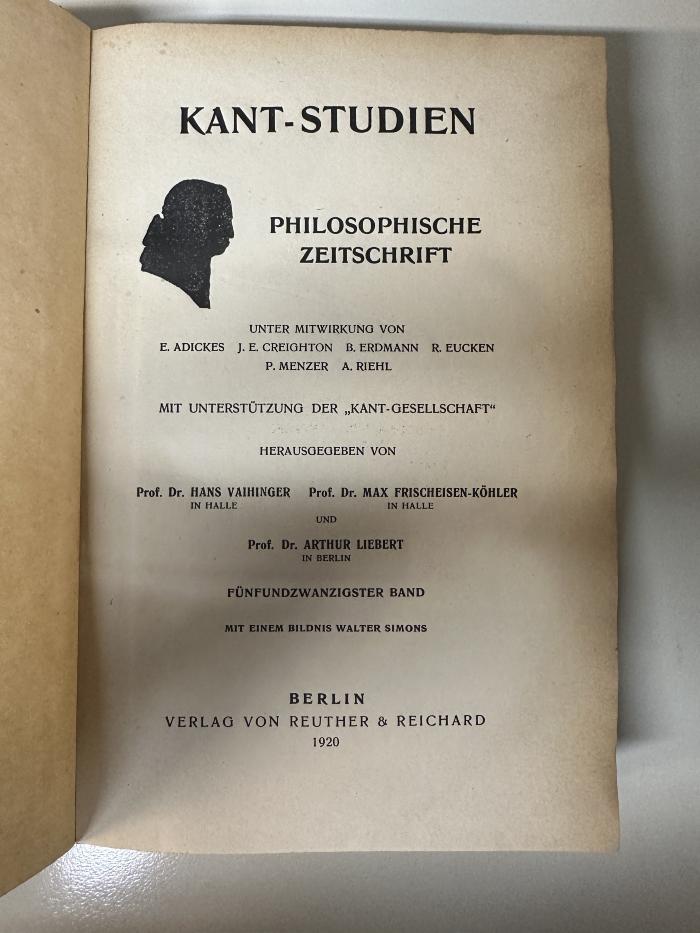 KANT-STUDIEN
PHILOSOPHISCHE
ZEITSCHRIFT
UNTER MITWIRKUNG VON
E. ADICKES J. E. CREIGHTON B. ERDMANN R. EUCKEN
P. MENZER A. RIEHL
MIT UNTERSTÜTZUNG DER „KANT-GESELLSCHAFT“
HERAUSGEGEBEN VON
Prof. Dr. HANS VAIHINGER Prof. Dr. MAX FRISCHEISEN-KÖHLER
IN HALLE IN HALLE
UND
Prof. Dr. ARTHUR LIEBERT
IN BERLIN
FÜNFUNDZWANZIGSTER BAND
MIT EINEM BILDNIS WALTER SIMONS
BERLIN
VERLAG VON REUTHER & REICHARD
1920